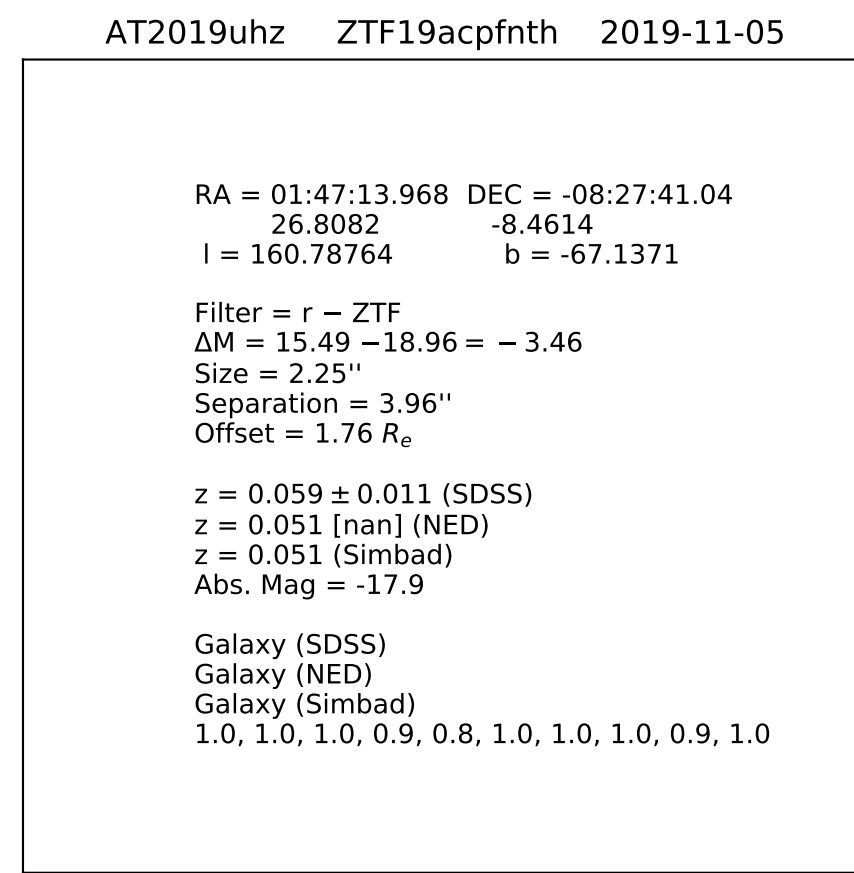 AT2019uhz ZTF19acpfnth 2019-11-05
RA = 01:47:13.968 DEC = -08:27:41.04
26.8082 -8.4614
l = 160.78764 b = -67.1371
Filter = r − ZTF
ΔM = 15.49 −18.96 = − 3.46
Size = 2.25''
Separation = 3.96''
Offset = 1.76 Rₑ
z = 0.059 ± 0.011 (SDSS)
z = 0.051 [nan] (NED)
z = 0.051 (Simbad)
Abs. Mag = -17.9
Galaxy (SDSS)
Galaxy (NED)
Galaxy (Simbad)
1.0, 1.0, 1.0, 0.9, 0.8, 1.0, 1.0, 1.0, 0.9, 1.0